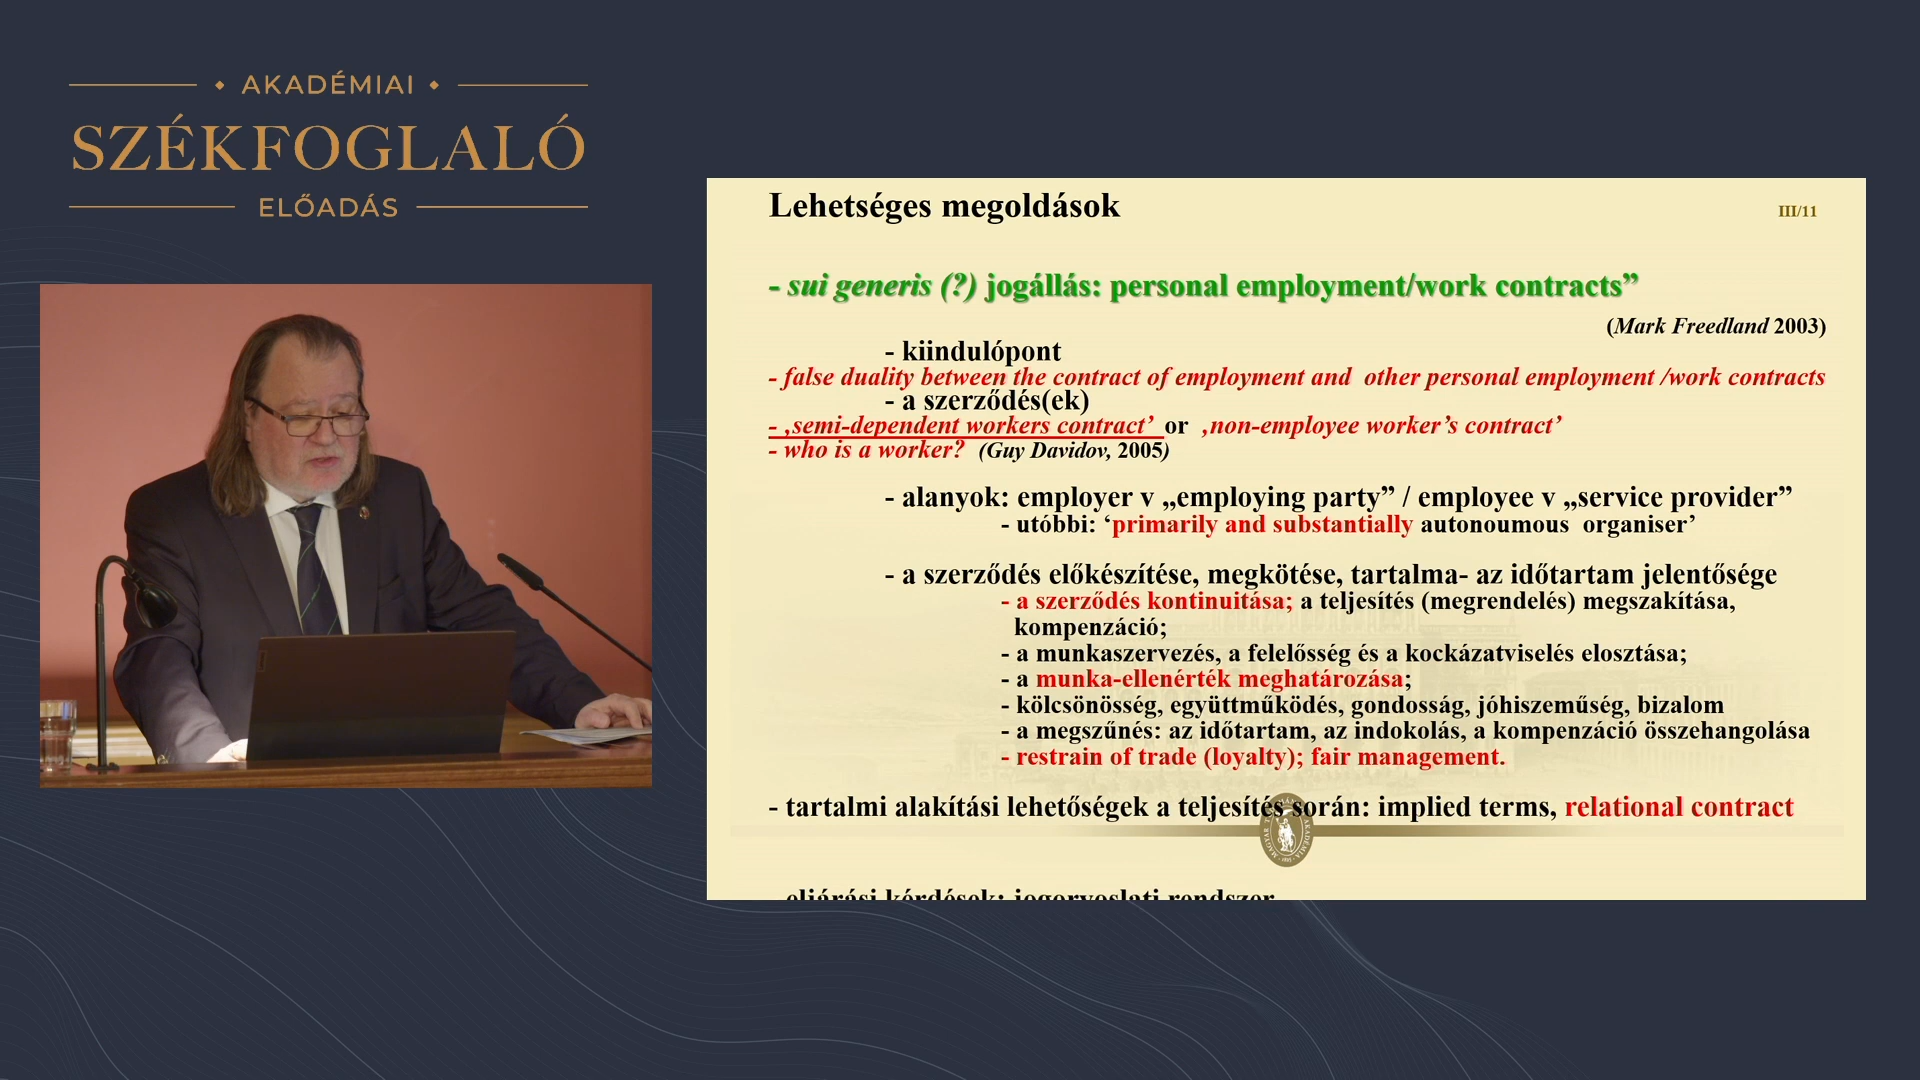 AKADÉMIAI
SZÉKFOGLALÓ
ELŐADÁS
Lehetséges megoldások
III/11
- sui generis (?) jogállás: personal employment/work contracts”
(Mark Freedland 2003)
- kiindulópont
- false duality between the contract of employment and other personal employment /work contracts
- a szerződés(ek)
- ‚semi-dependent workers contract’ or ‚non-employee worker’s contract’
- who is a worker? (Guy Davidov, 2005)
- alanyok: employer v „employing party” / employee v „service provider”
- utóbbi: ‘primarily and substantially autonoumous organiser’
- a szerződés előkészítése, megkötése, tartalma- az időtartam jelentősége
- a szerződés kontinuitása; a teljesítés (megrendelés) megszakítása,
kompenzáció;
- a munkaszervezés, a felelősség és a kockázatviselés elosztása;
- a munka-ellenérték meghatározása;
- kölcsönösség, együttműködés, gondosság, jóhiszeműség, bizalom
- a megszűnés: az időtartam, az indokolás, a kompenzáció összehangolása
- restrain of trade (loyalty); fair management.
- tartalmi alakítási lehetőségek a teljesítés során: implied terms, relational contract
eljárási kérdések: jogorvoslati rendszer